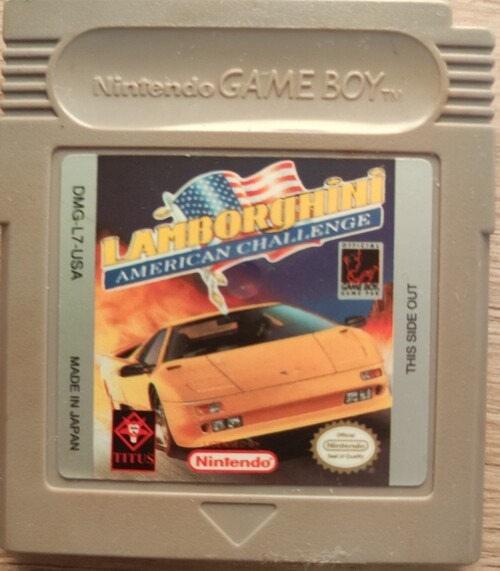 Nintendo GAME BOY TM
DMG-L7-USA
MADE IN JAPAN
LAMBORGHINI
AMERICAN CHALLENGE
OFFICIAL
GAME BOY
GAME PAK
THIS SIDE OUT
TITUS
Nintendo
Official
Nintendo
Seal of Quality